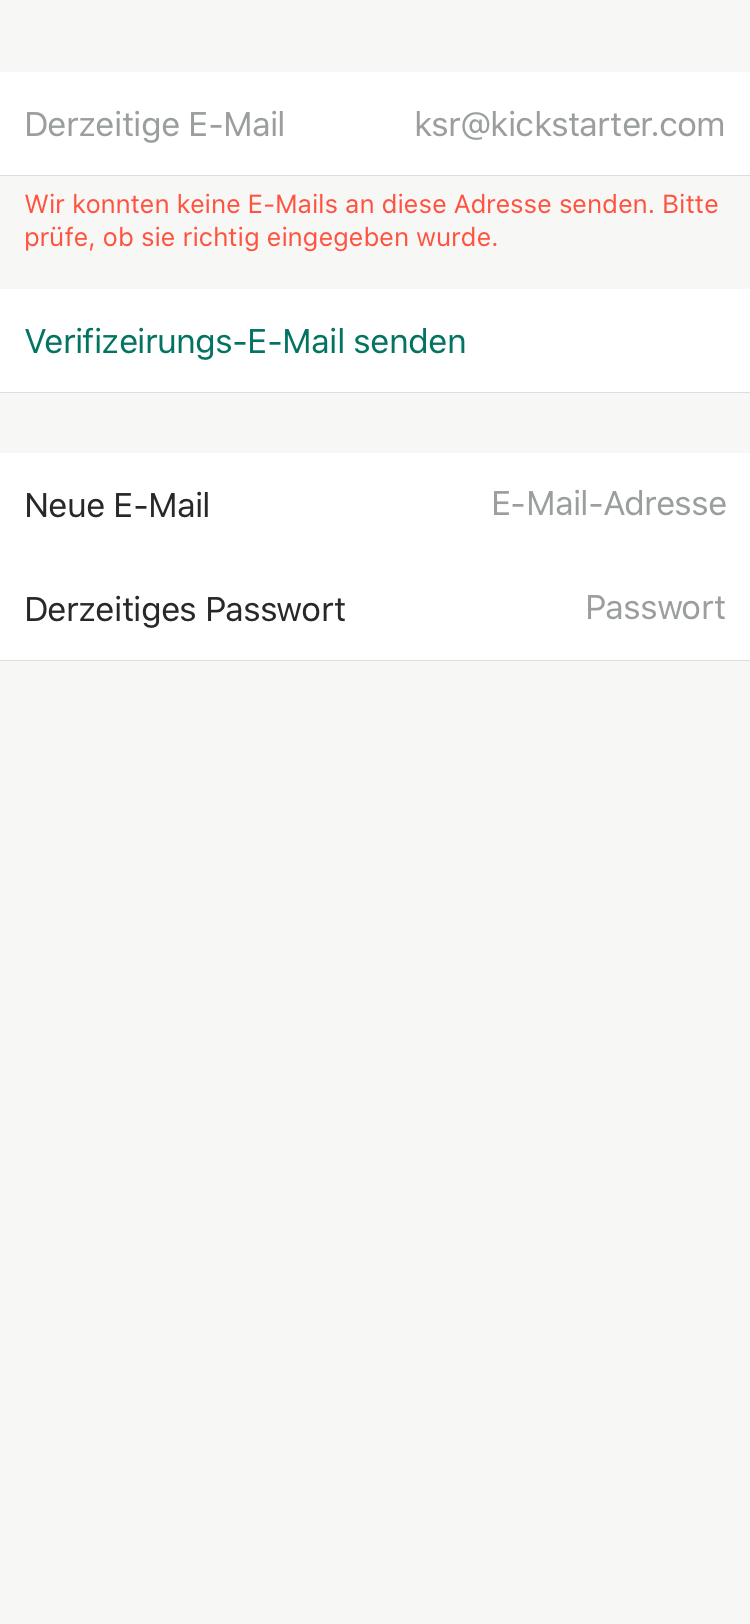 Derzeitige E-Mail ksr@kickstarter.com
Wir konnten keine E-Mails an diese Adresse senden. Bitte
prüfe, ob sie richtig eingegeben wurde.
Verifizeirungs-E-Mail senden
Neue E-Mail E-Mail-Adresse
Derzeitiges Passwort Passwort